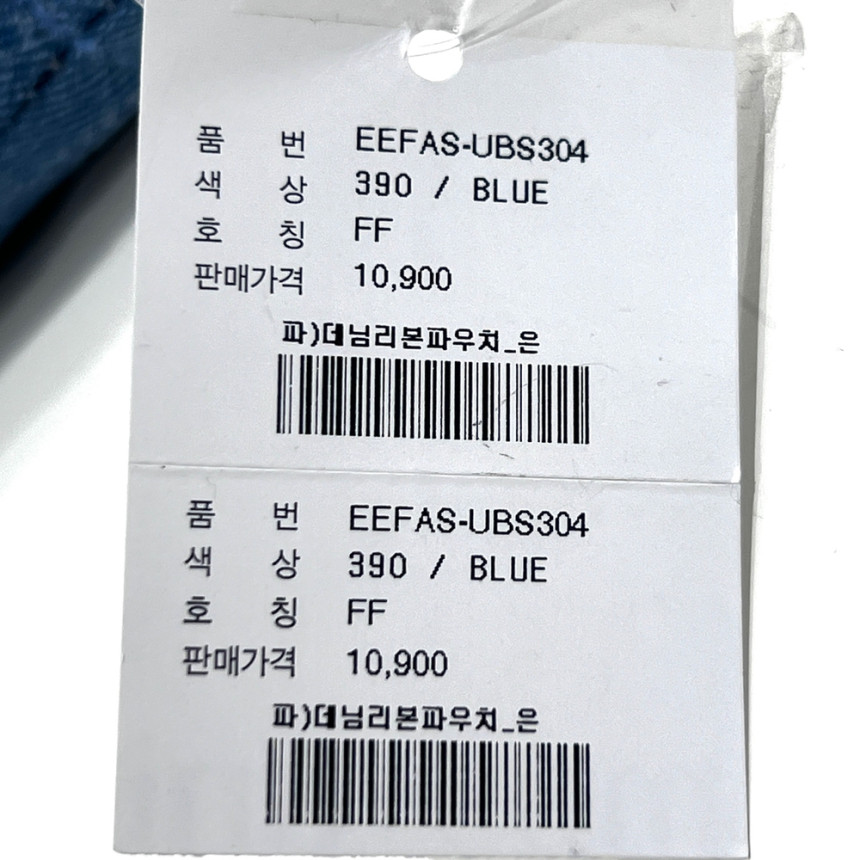 품 번 EEFAS-UBS304
색 상 390 / BLUE
호 칭 FF
판매가격 10,900
파)데님리본파우치_은
품 번 EEFAS-UBS304
색 상 390 / BLUE
호 칭 FF
판매가격 10,900
파)데님리본파우치_은